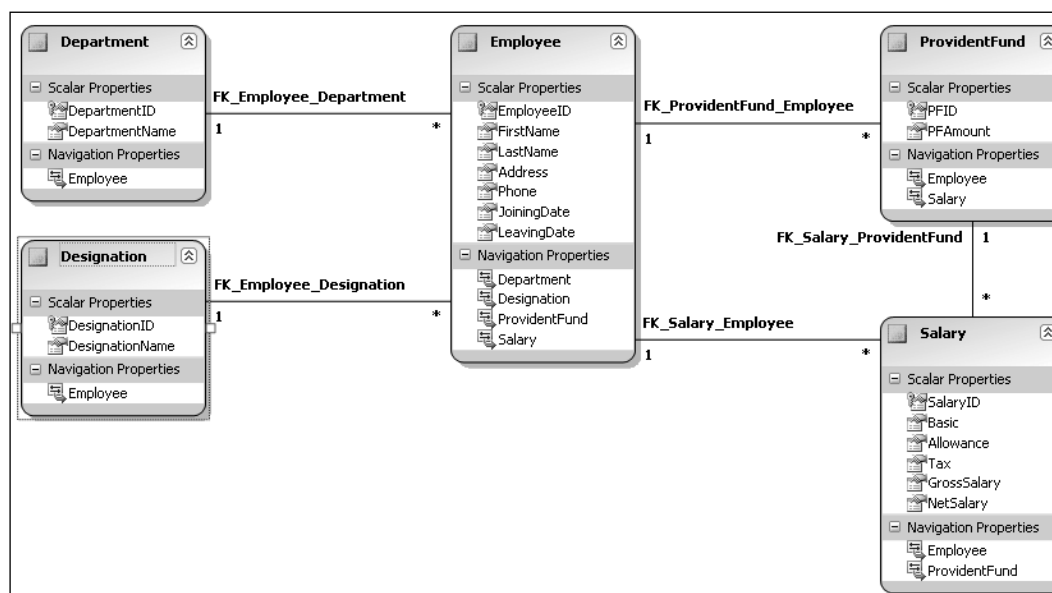 Department
Scalar Properties
DepartmentID
DepartmentName
Navigation Properties
Employee
FK_Employee_Department
1
*
Designation
Scalar Properties
DesignationID
DesignationName
Navigation Properties
Employee
FK_Employee_Designation
1
*
Employee
Scalar Properties
EmployeeID
FirstName
LastName
Address
Phone
JoiningDate
LeavingDate
Navigation Properties
Department
Designation
ProvidentFund
Salary
FK_ProvidentFund_Employee
1
*
FK_Salary_Employee
1
*
ProvidentFund
Scalar Properties
PFID
PFAmount
Navigation Properties
Employee
Salary
FK_Salary_ProvidentFund
1
*
Salary
Scalar Properties
SalaryID
Basic
Allowance
Tax
GrossSalary
NetSalary
Navigation Properties
Employee
ProvidentFund